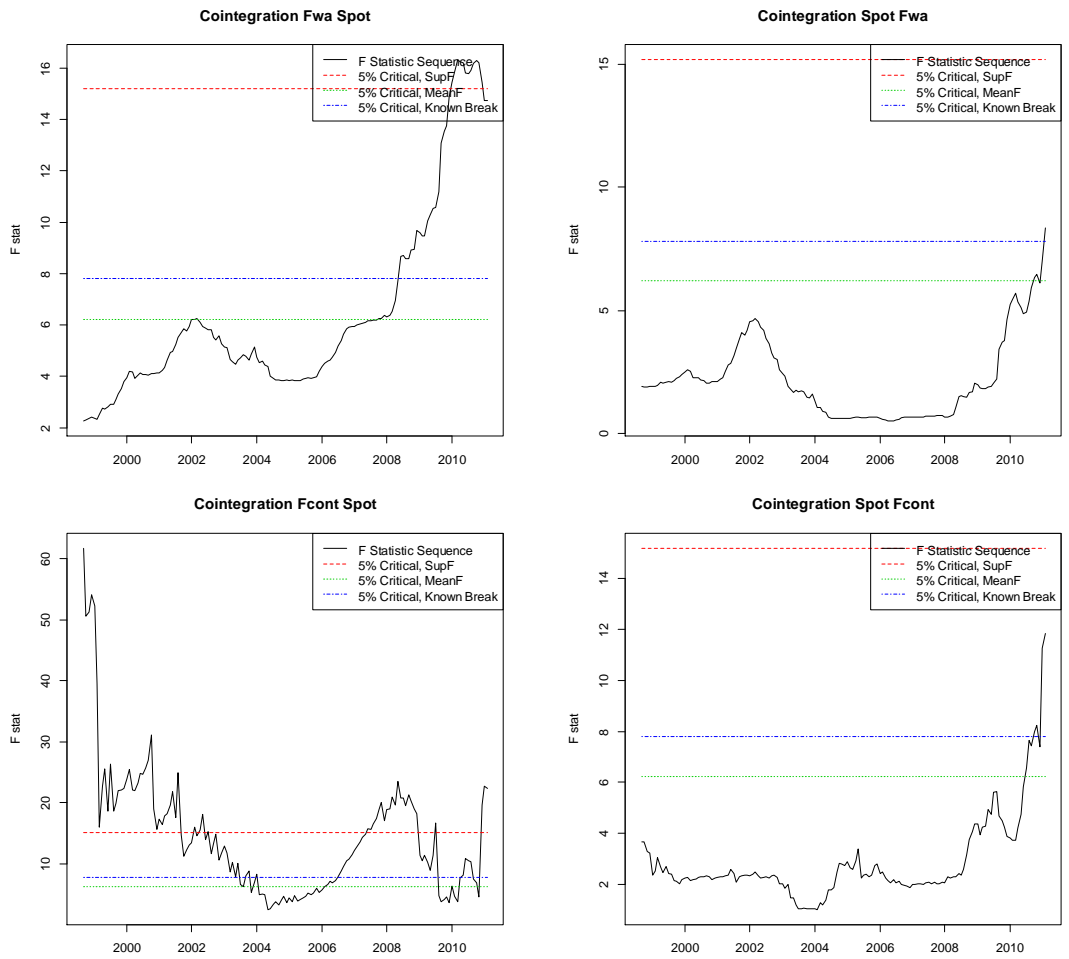 Cointegration Fwa Spot
F Statistic Sequence
5% Critical, SupF
5% Critical, MeanF
5% Critical, Known Break
F stat
16
14
12
10
8
6
4
2
2000 2002 2004 2006 2008 2010
Cointegration Spot Fwa
F Statistic Sequence
5% Critical, SupF
5% Critical, MeanF
5% Critical, Known Break
F stat
15
10
5
0
2000 2002 2004 2006 2008 2010
Cointegration Fcont Spot
F Statistic Sequence
5% Critical, SupF
5% Critical, MeanF
5% Critical, Known Break
F stat
60
50
40
30
20
10
2000 2002 2004 2006 2008 2010
Cointegration Spot Fcont
F Statistic Sequence
5% Critical, SupF
5% Critical, MeanF
5% Critical, Known Break
F stat
14
12
10
8
6
4
2
2000 2002 2004 2006 2008 2010